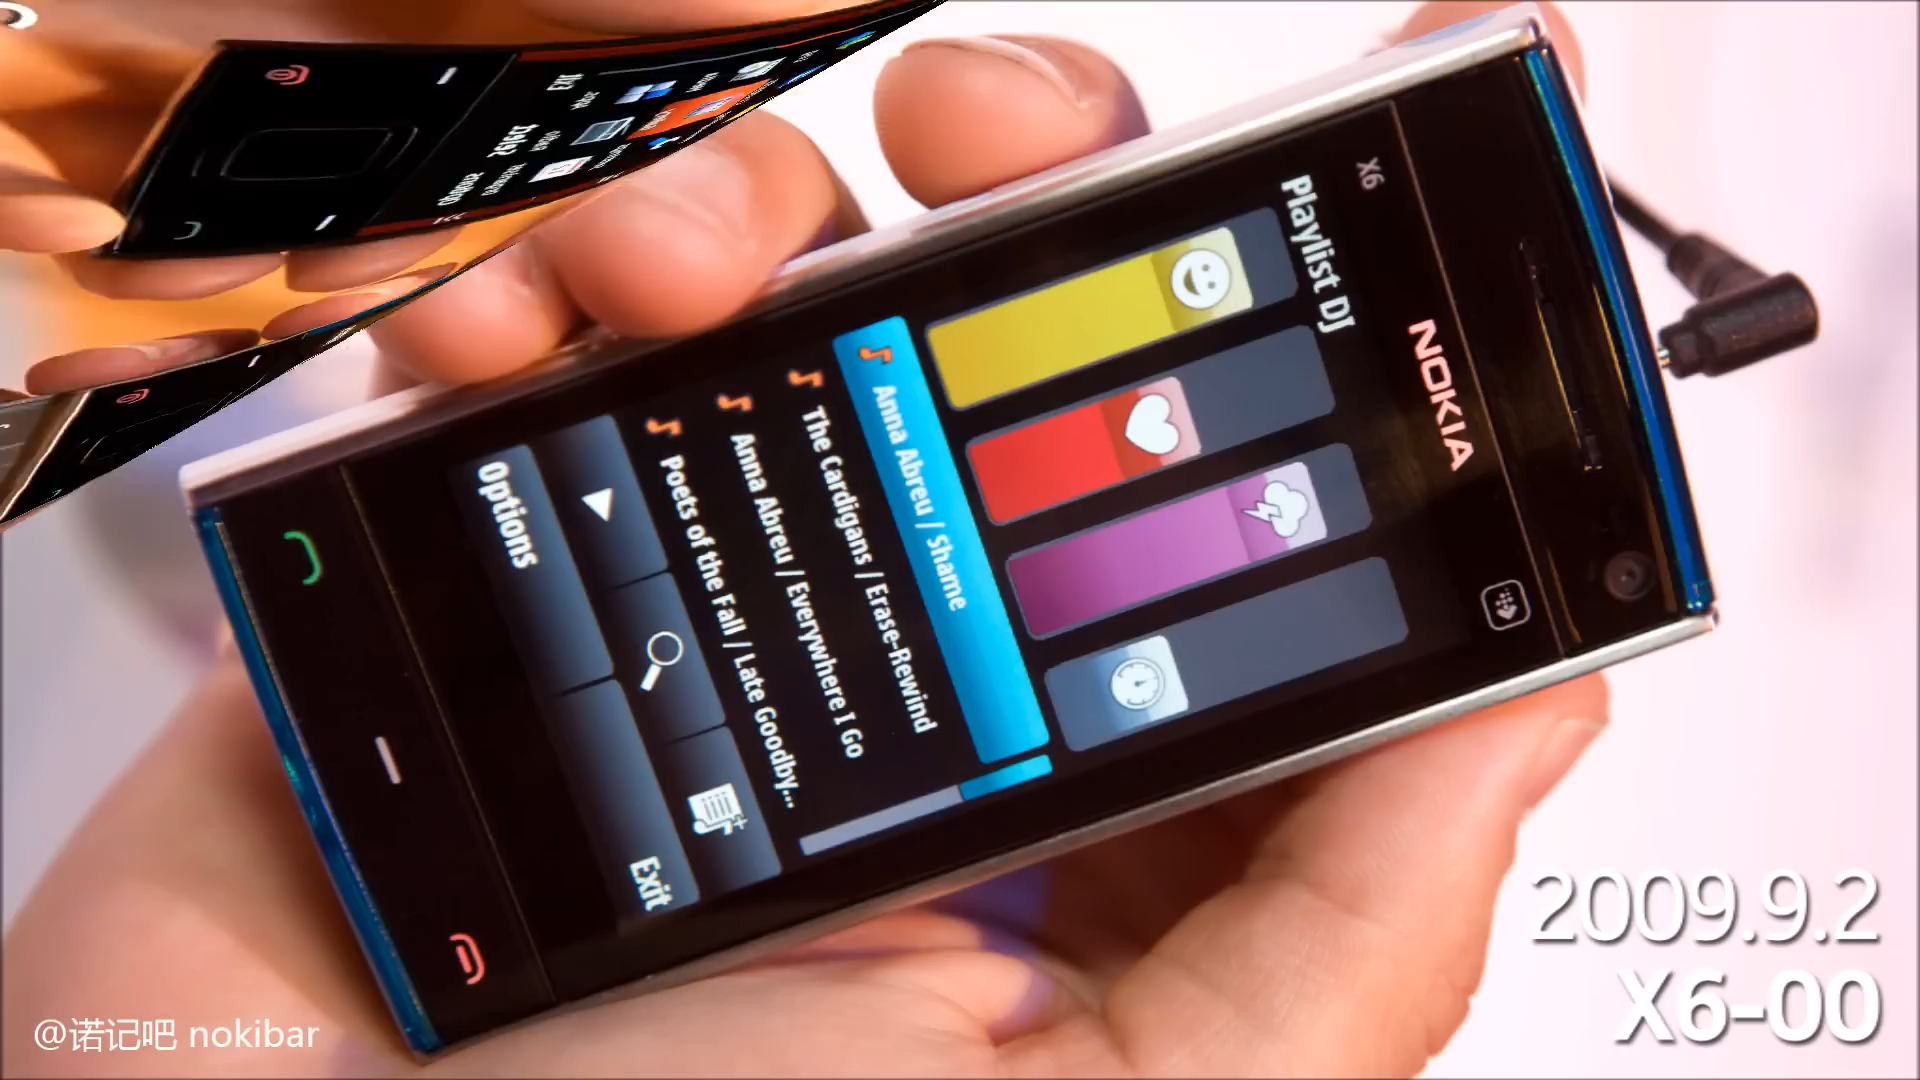 X6
NOKIA
Playlist DJ
Anna Abreu / Shame
The Cardigans / Erase-Rewind
Anna Abreu / Everywhere I Go
Poets of the Fall / Late Goodby...
Options
Exit
2009.9.2
X6-00
@诺记吧 nokibar